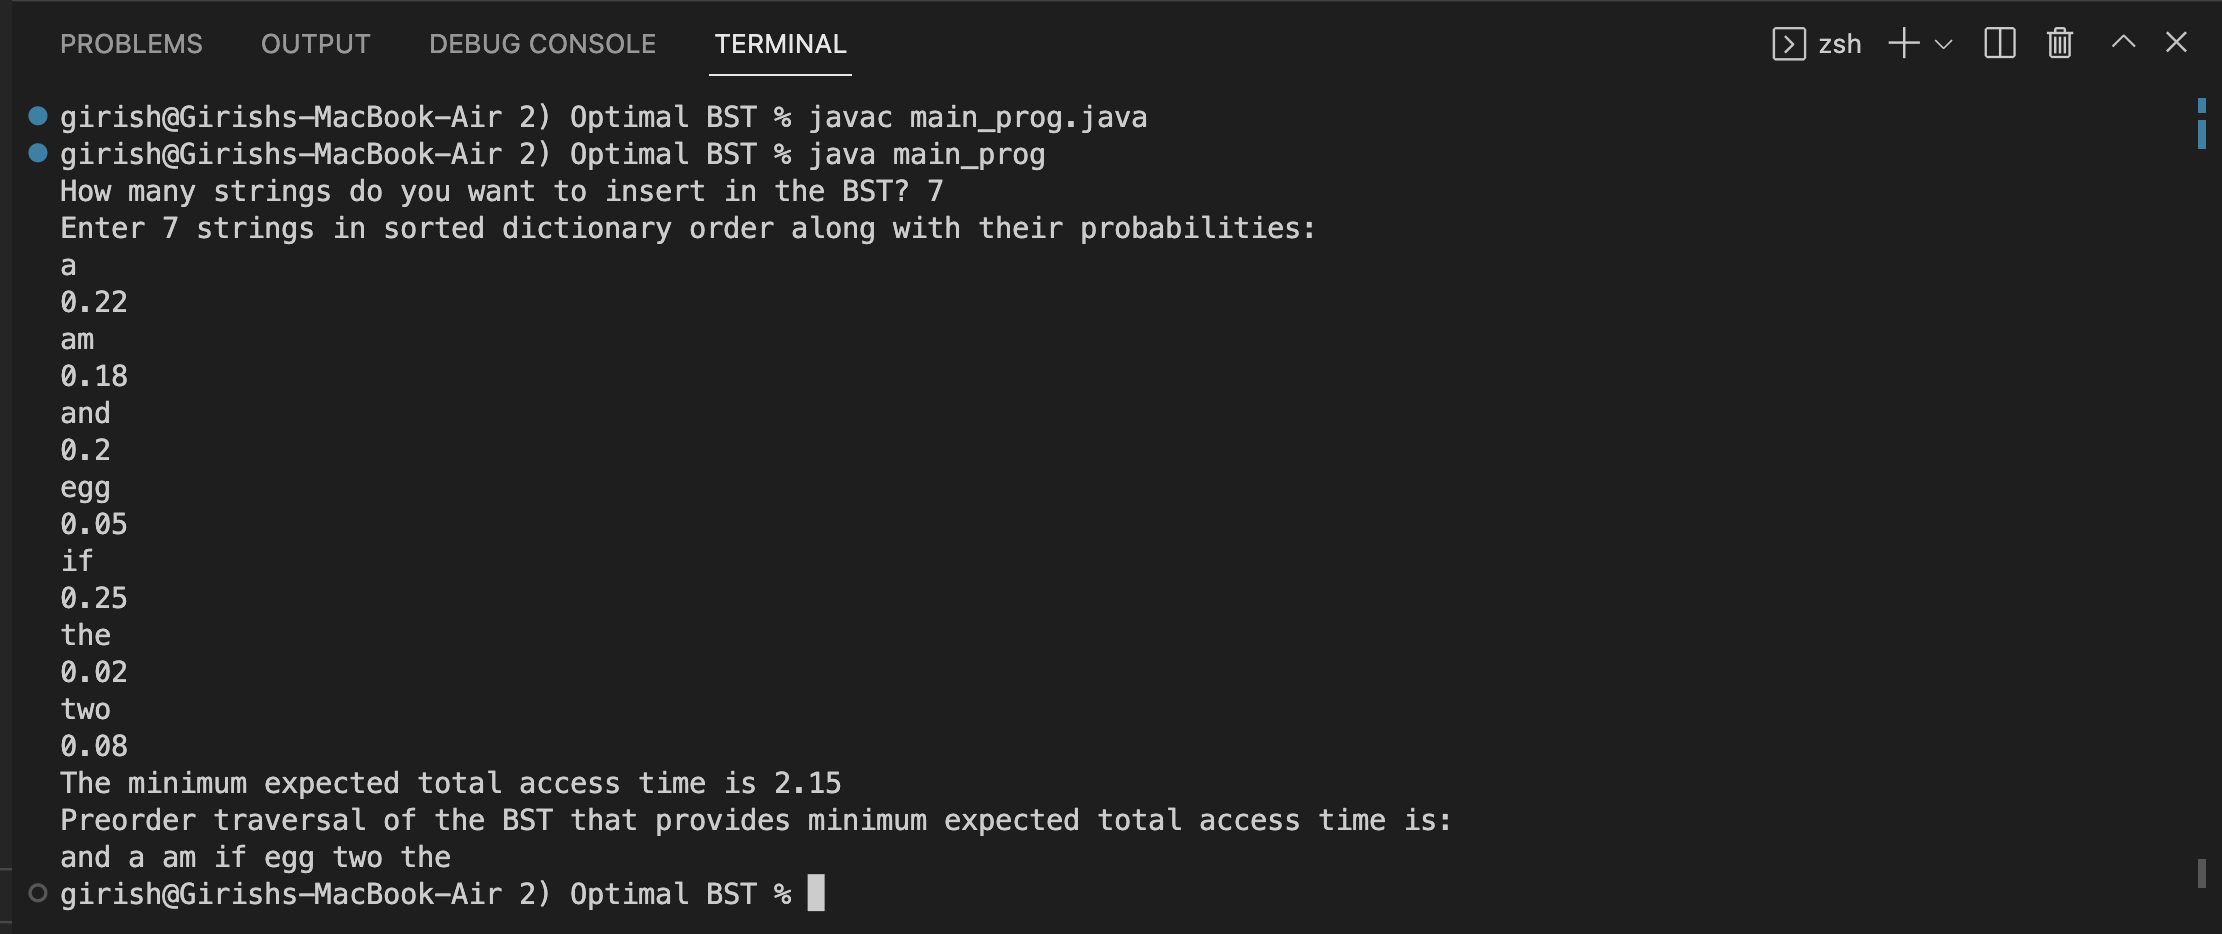 PROBLEMS OUTPUT DEBUG CONSOLE TERMINAL zsh
girish@Girishs-MacBook-Air 2) Optimal BST % javac main_prog.java
girish@Girishs-MacBook-Air 2) Optimal BST % java main_prog
How many strings do you want to insert in the BST? 7
Enter 7 strings in sorted dictionary order along with their probabilities:
a
0.22
am
0.18
and
0.2
egg
0.05
if
0.25
the
0.02
two
0.08
The minimum expected total access time is 2.15
Preorder traversal of the BST that provides minimum expected total access time is:
and a am if egg two the
girish@Girishs-MacBook-Air 2) Optimal BST %